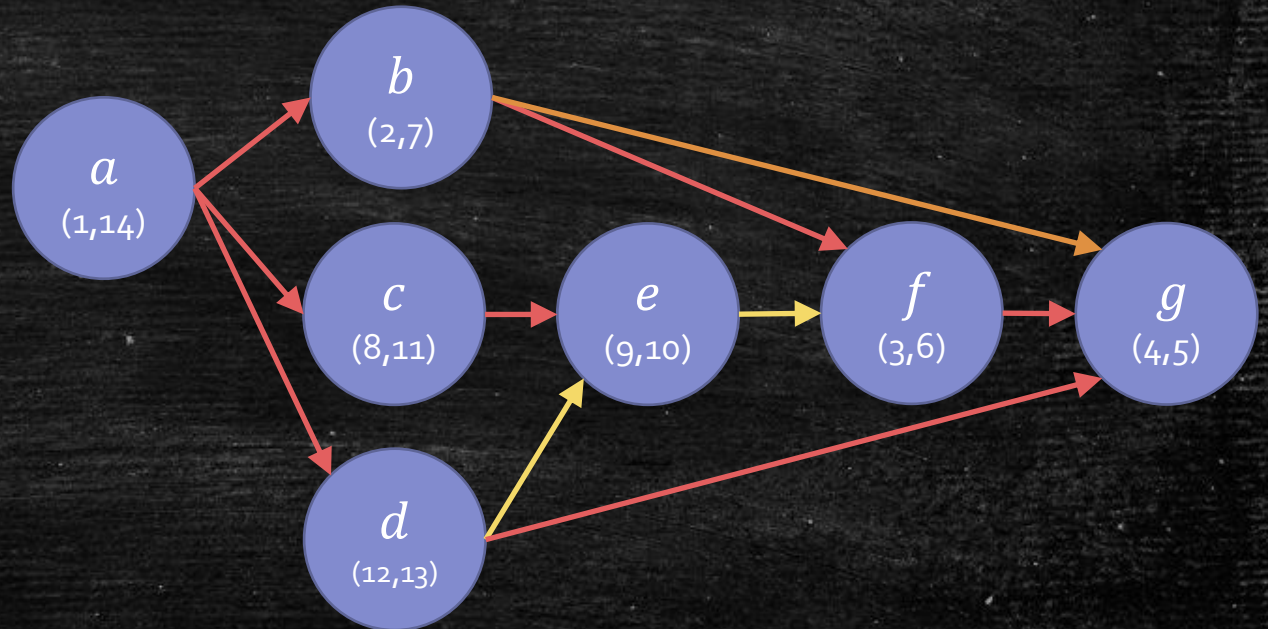 a
(1,14)
b
(2,7)
c
(8,11)
d
(12,13)
e
(9,10)
f
(3,6)
g
(4,5)